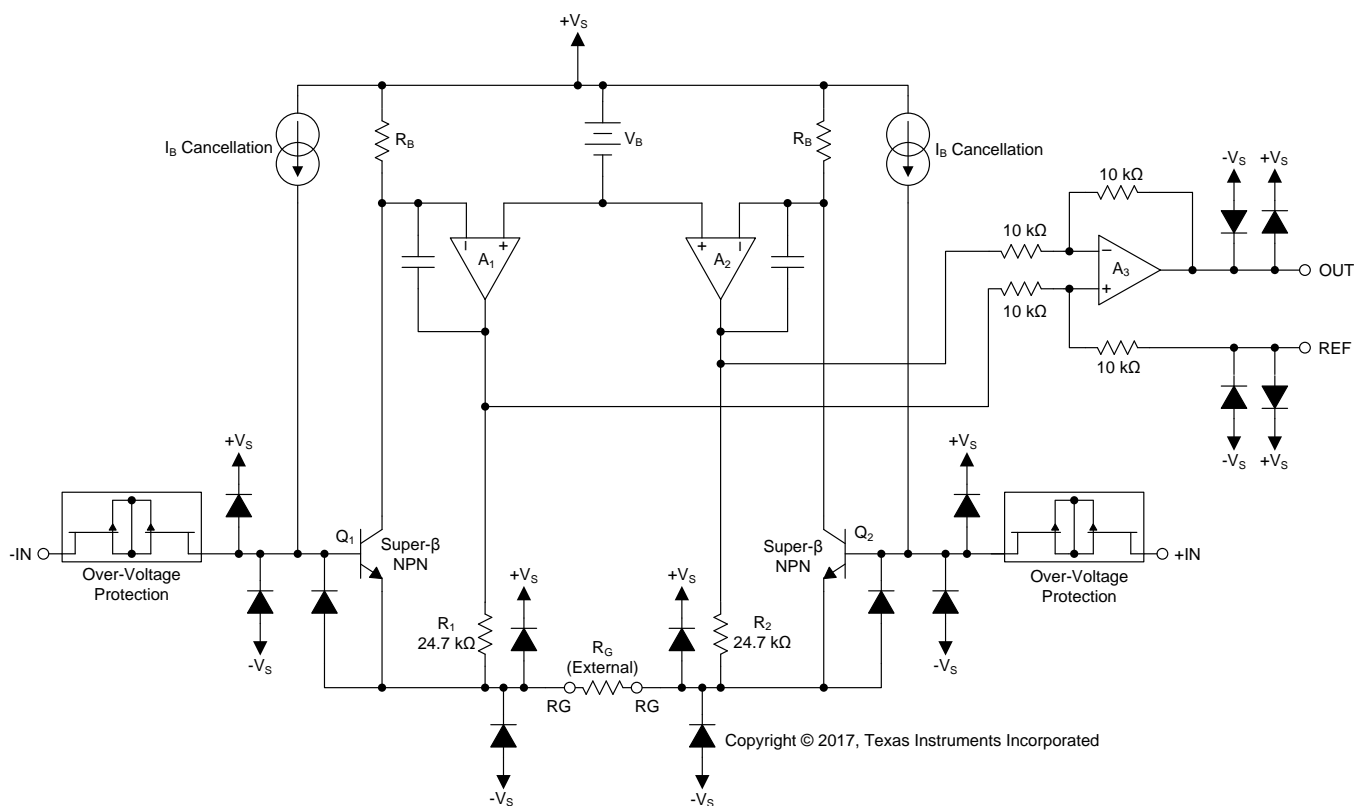 +VS
IB Cancellation
RB
VB
RB
IB Cancellation
-VS
+VS
10 kΩ
10 kΩ
– +
A1
+ –
A2
–
A3
+
OUT
10 kΩ
REF
10 kΩ
-VS
+VS
+VS
+VS
-IN
Over-Voltage
Protection
Q1
Super-β
NPN
Super-β
NPN
Q2
Over-Voltage
Protection
+IN
+VS
+VS
R1
24.7 kΩ
R2
24.7 kΩ
RG
(External)
-VS
-VS
RG
RG
Copyright © 2017, Texas Instruments Incorporated
-VS
-VS